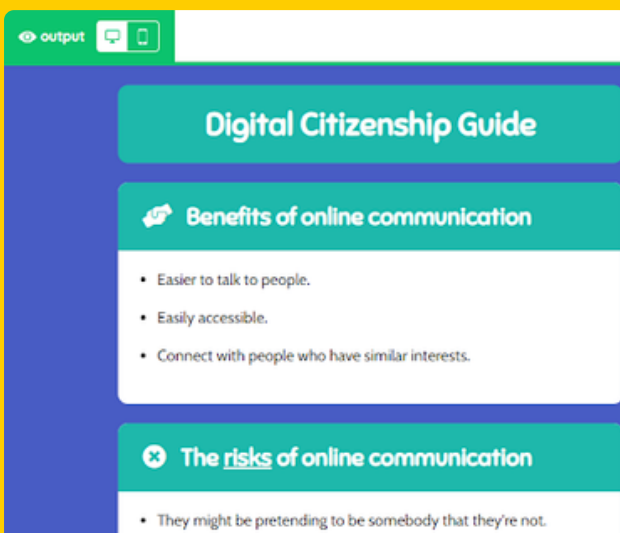 output
Digital Citizenship Guide
Benefits of online communication
• Easier to talk to people.
• Easily accessible.
• Connect with people who have similar interests.
The risks of online communication
• They might be pretending to be somebody that they're not.